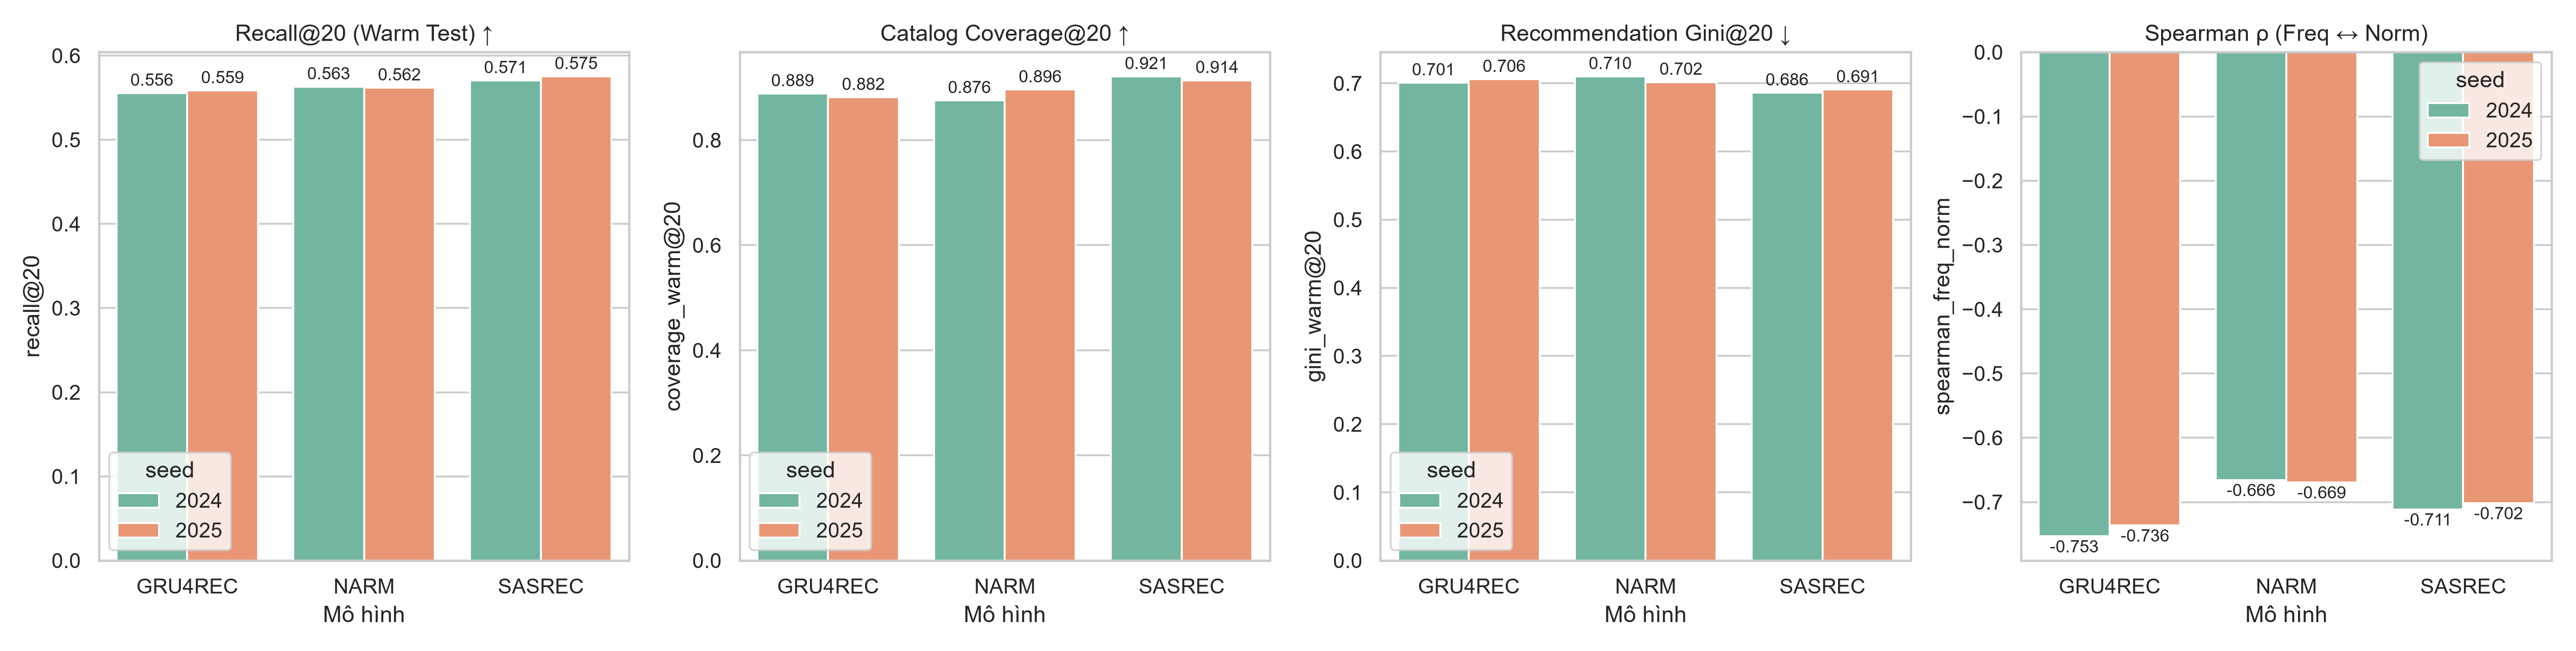 Recall@20 (Warm Test) ↑
recall@20
0.6
0.5
0.4
0.3
0.2
0.1
0.0
0.556
0.559
0.563
0.562
0.571
0.575
seed
2024
2025
GRU4REC
NARM
SASREC
Mô hình
Catalog Coverage@20 ↑
coverage_warm@20
0.8
0.6
0.4
0.2
0.0
0.889
0.882
0.876
0.896
0.921
0.914
seed
2024
2025
GRU4REC
NARM
SASREC
Mô hình
Recommendation Gini@20 ↓
gini_warm@20
0.7
0.6
0.5
0.4
0.3
0.2
0.1
0.0
0.701
0.706
0.710
0.702
0.686
0.691
seed
2024
2025
GRU4REC
NARM
SASREC
Mô hình
Spearman ρ (Freq ↔ Norm)
spearman_freq_norm
0.0
−0.1
−0.2
−0.3
−0.4
−0.5
−0.6
−0.7
seed
2024
2025
-0.753
-0.736
-0.666
-0.669
-0.711
-0.702
GRU4REC
NARM
SASREC
Mô hình